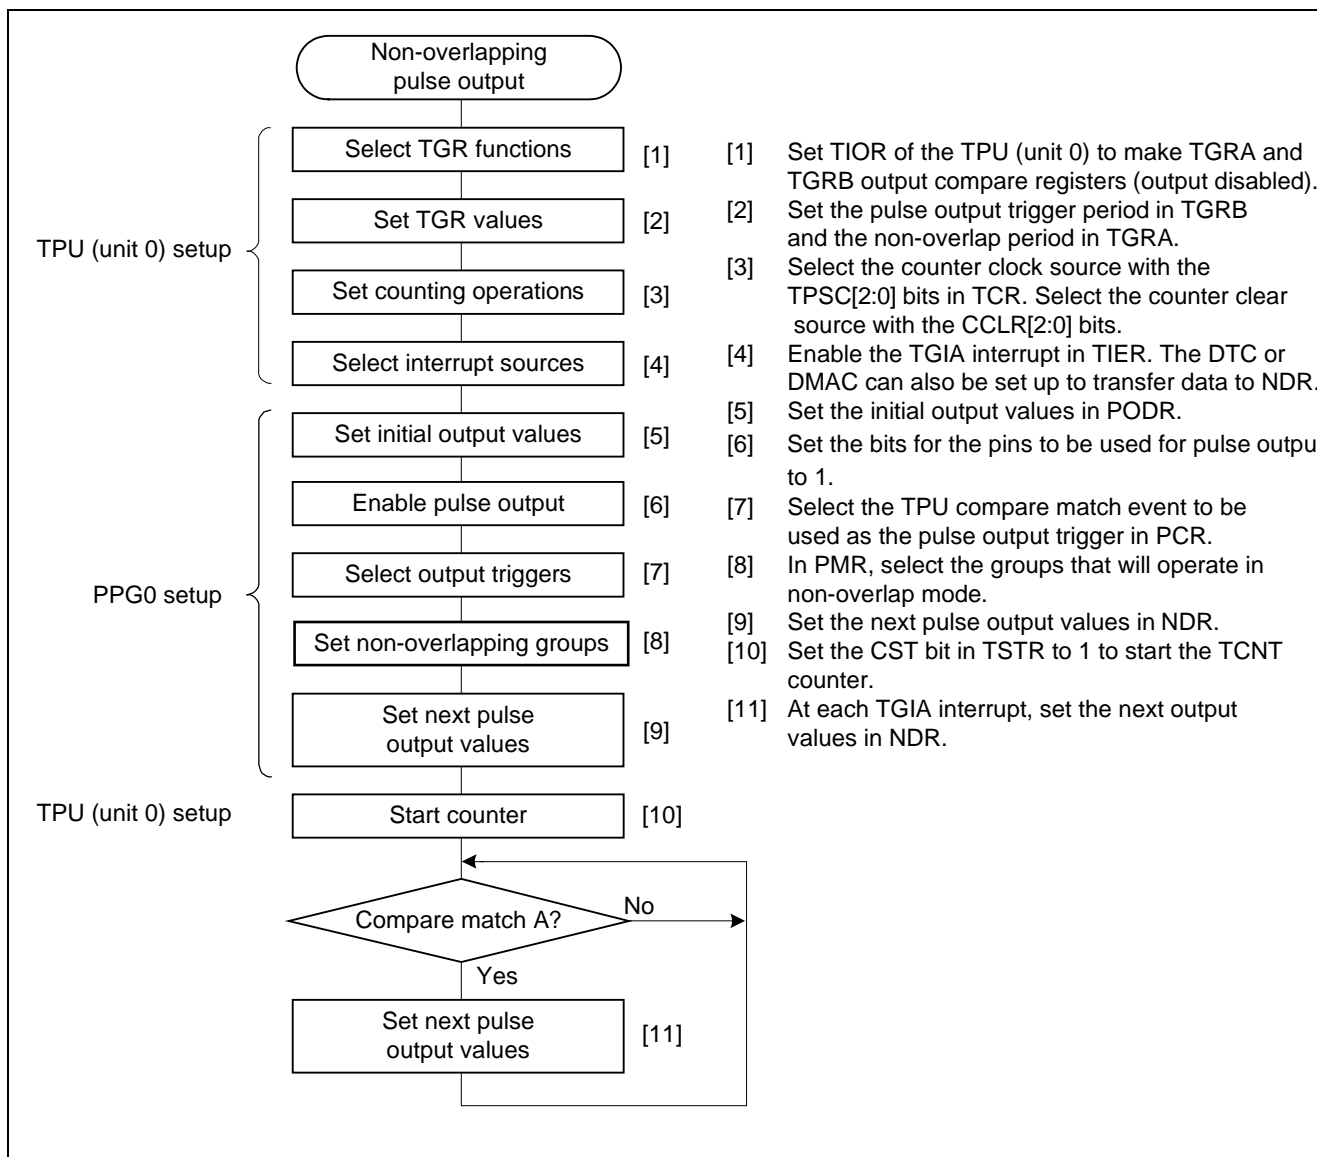 Non-overlapping
pulse output
TPU (unit 0) setup
Select TGR functions
[1]
Set TGR values
[2]
Set counting operations
[3]
Select interrupt sources
[4]
PPG0 setup
Set initial output values
[5]
Enable pulse output
[6]
Select output triggers
[7]
Set non-overlapping groups
[8]
Set next pulse
output values
[9]
TPU (unit 0) setup
Start counter
[10]
Compare match A?
No
Yes
Set next pulse
output values
[11]
[1] Set TIOR of the TPU (unit 0) to make TGRA and
TGRB output compare registers (output disabled).
[2] Set the pulse output trigger period in TGRB
and the non-overlap period in TGRA.
[3] Select the counter clock source with the
TPSC[2:0] bits in TCR. Select the counter clear
source with the CCLR[2:0] bits.
[4] Enable the TGIA interrupt in TIER. The DTC or
DMAC can also be set up to transfer data to NDR.
[5] Set the initial output values in PODR.
[6] Set the bits for the pins to be used for pulse outpu
to 1.
[7] Select the TPU compare match event to be
used as the pulse output trigger in PCR.
[8] In PMR, select the groups that will operate in
non-overlap mode.
[9] Set the next pulse output values in NDR.
[10] Set the CST bit in TSTR to 1 to start the TCNT
counter.
[11] At each TGIA interrupt, set the next output
values in NDR.